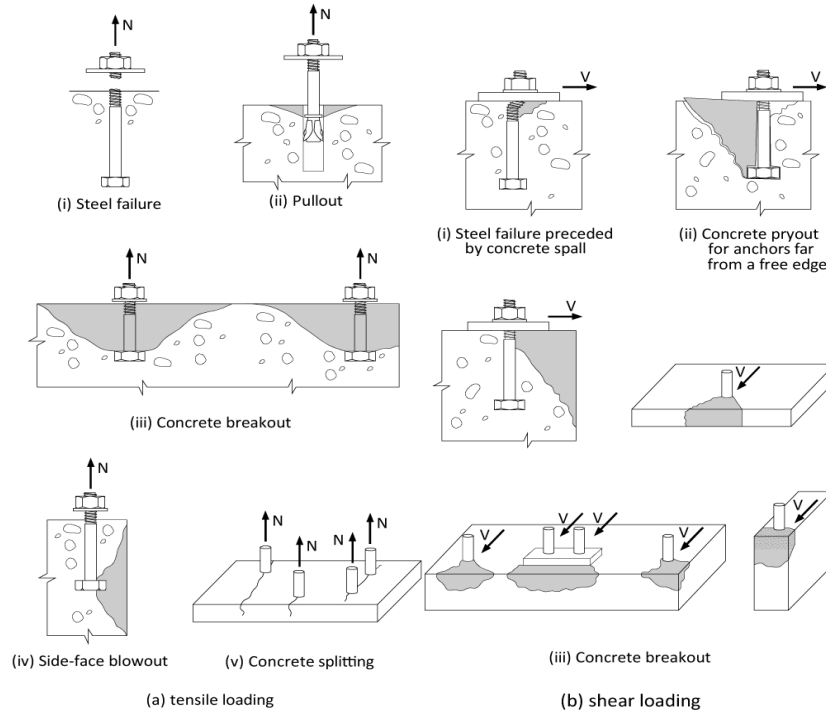 N
N
(i) Steel failure
(ii) Pullout
N
N
(iii) Concrete breakout
N
(iv) Side-face blowout
N
N
N
N
(v) Concrete splitting
(a) tensile loading
V
V
(i) Steel failure preceded
by concrete spall
(ii) Concrete pryout
for anchors far
from a free edge
V
V
V
V
V
V
V
(iii) Concrete breakout
(b) shear loading